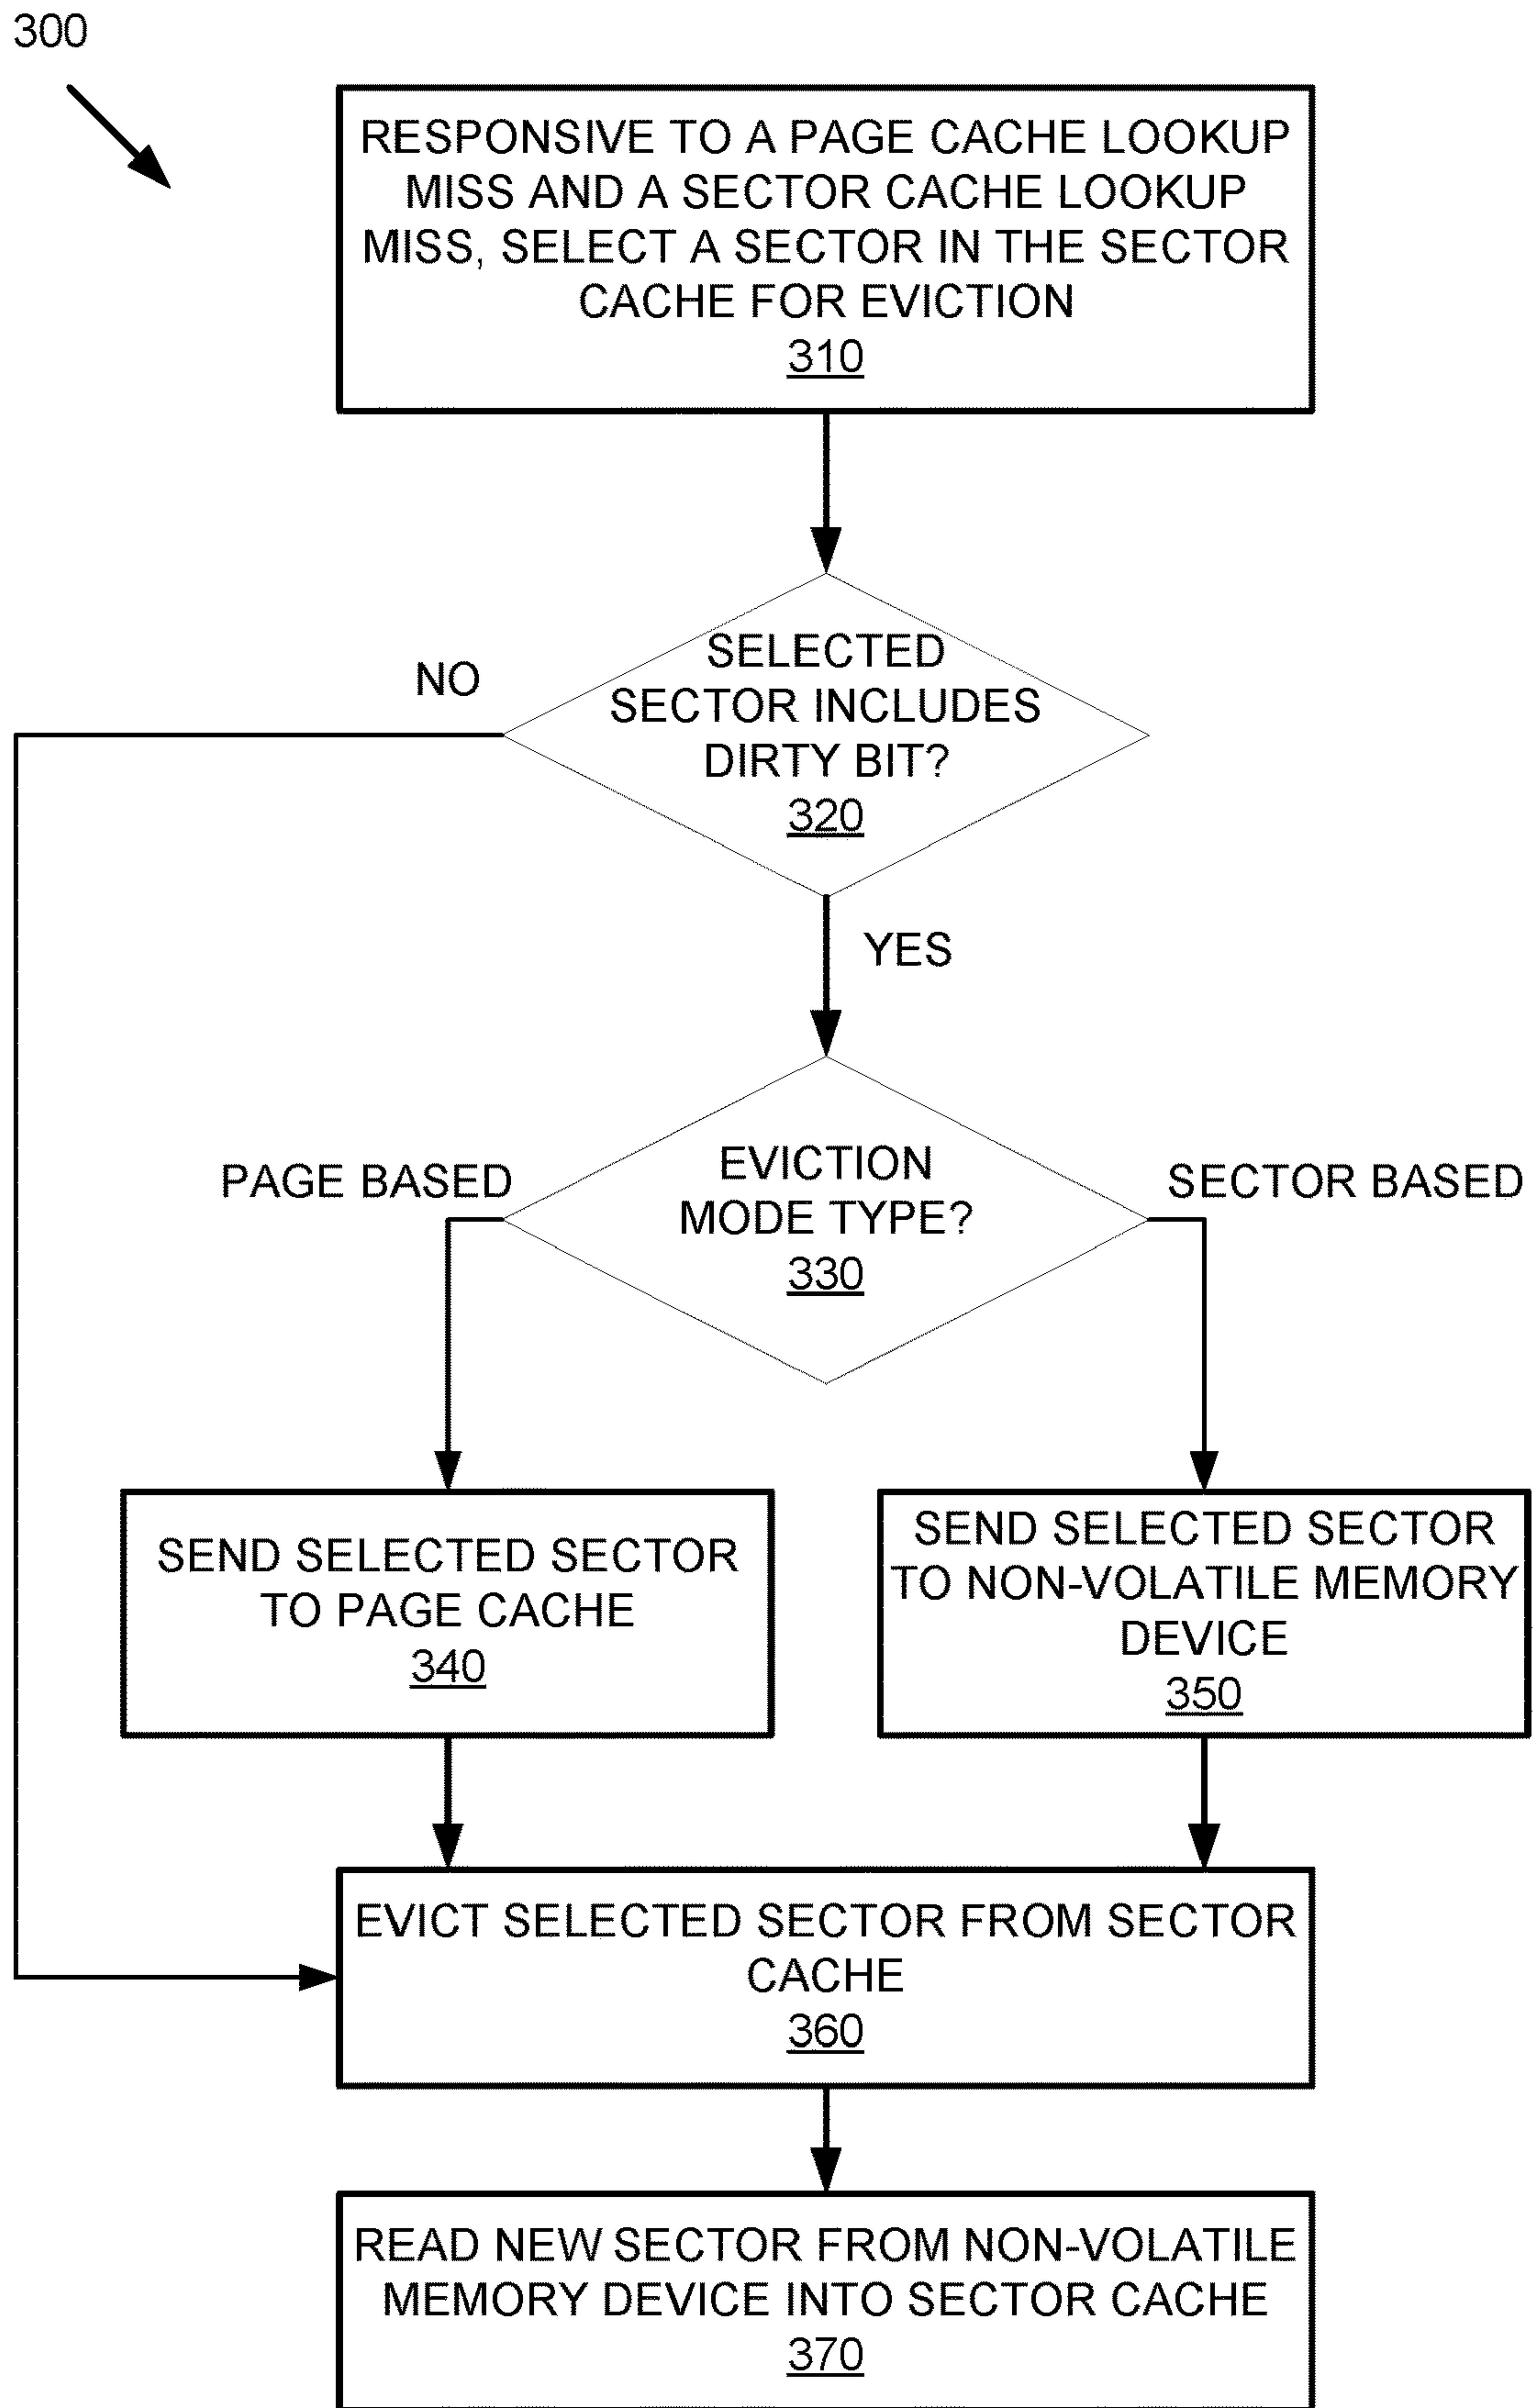 300
RESPONSIVE TO A PAGE CACHE LOOKUP
MISS AND A SECTOR CACHE LOOKUP
MISS, SELECT A SECTOR IN THE SECTOR
CACHE FOR EVICTION
310
SELECTED
SECTOR INCLUDES
DIRTY BIT?
320
NO
YES
EVICTION
MODE TYPE?
330
PAGE BASED
SECTOR BASED
SEND SELECTED SECTOR
TO PAGE CACHE
340
SEND SELECTED SECTOR
TO NON-VOLATILE MEMORY
DEVICE
350
EVICT SELECTED SECTOR FROM SECTOR
CACHE
360
READ NEW SECTOR FROM NON-VOLATILE
MEMORY DEVICE INTO SECTOR CACHE
370